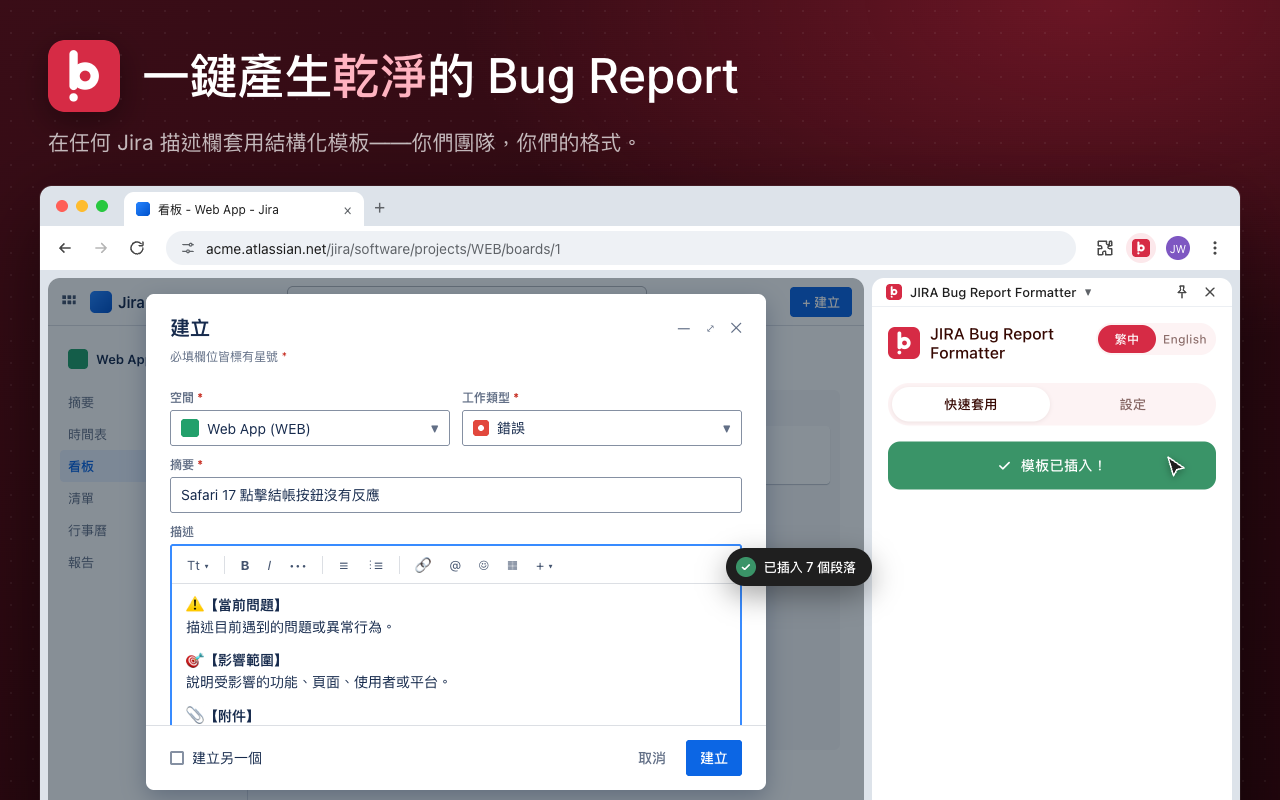 一鍵產生乾淨的 Bug Report
在任何 Jira 描述欄套用結構化模板——你們團隊，你們的格式。
看板 - Web App - Jira
acme.atlassian.net/jira/software/projects/WEB/boards/1
JW
Jira
+ 建立
Web Ap
摘要
時間表
看板
清單
行事曆
報告
建立
必填欄位皆標有星號 *
空間 *
工作類型 *
Web App (WEB)
錯誤
摘要 *
Safari 17 點擊結帳按鈕沒有反應
描述
Tt
B
I
@
+
⚠️【當前問題】
描述目前遇到的問題或異常行為。
🎯【影響範圍】
說明受影響的功能、頁面、使用者或平台。
📎【附件】
建立另一個
取消
建立
已插入 7 個段落
JIRA Bug Report Formatter
JIRA Bug Report
Formatter
繁中
English
快速套用
設定
模板已插入！